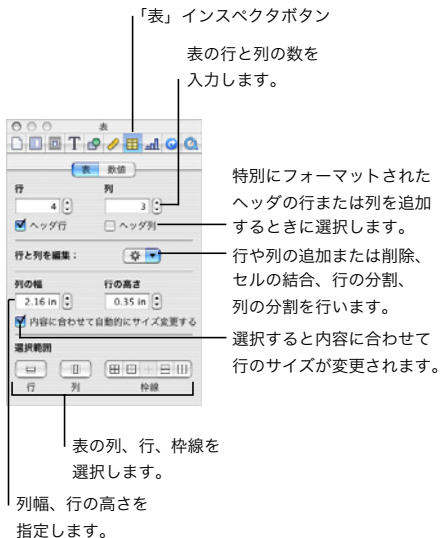 「表」インスペクタボタン
表の行と列の数を
入力します。
表
表 数値
行 列
4 3
ヘッダ行 ヘッダ列
特別にフォーマットされた
ヘッダの行または列を追加
するときに選択します。
行と列を編集：
行や列の追加または削除、
セルの結合、行の分割、
列の分割を行います。
列の幅 行の高さ
2.16 in 0.35 in
内容に合わせて自動的にサイズ変更する
選択すると内容に合わせて
行のサイズが変更されます。
選択範囲
行 列 枠線
表の列、行、枠線を
選択します。
列幅、行の高さを
指定します。